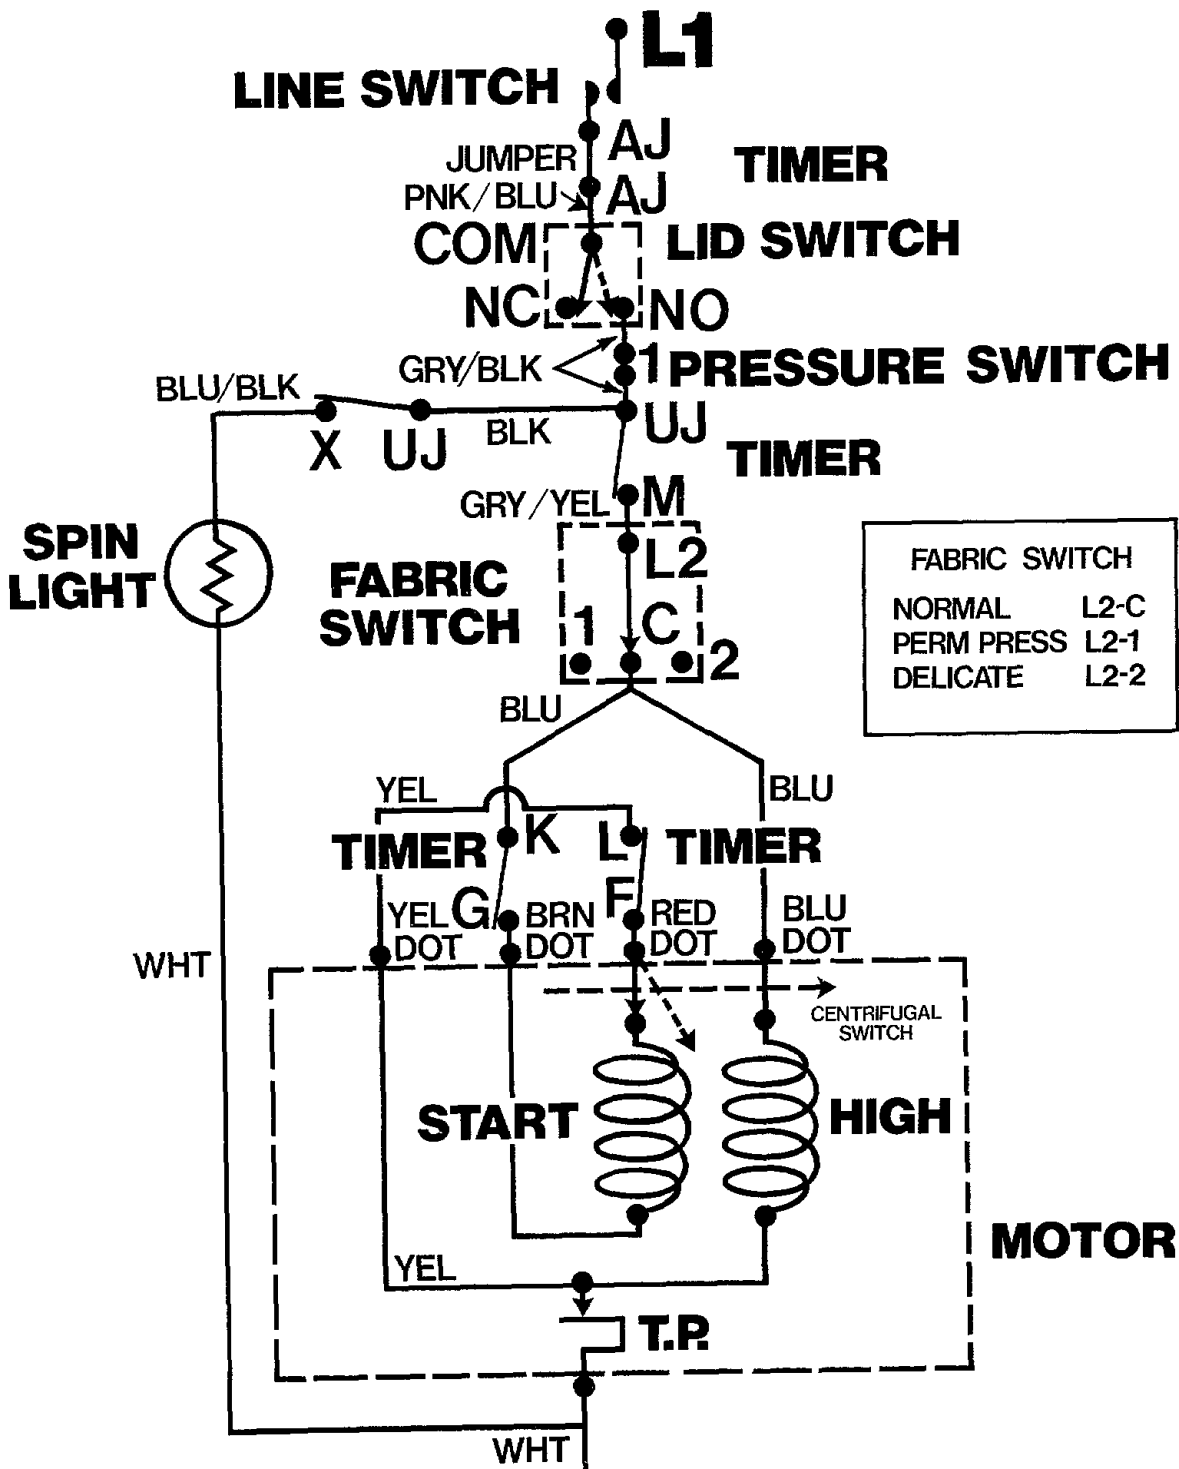 L1
LINE SWITCH
AJ
JUMPER
TIMER
PNK/BLU
AJ
COM
LID SWITCH
NC
NO
GRY/BLK
1
PRESSURE SWITCH
BLU/BLK
X
UJ
BLK
UJ
TIMER
GRY/YEL
M
SPIN
LIGHT
FABRIC
SWITCH
L2
1
C
2
FABRIC SWITCH
NORMAL L2-C
PERM PRESS L2-1
DELICATE L2-2
BLU
YEL
BLU
TIMER
K
L
TIMER
G
F
YEL
DOT
BRN
DOT
RED
DOT
BLU
DOT
WHT
CENTRIFUGAL
SWITCH
START
HIGH
MOTOR
YEL
T.P.
WHT